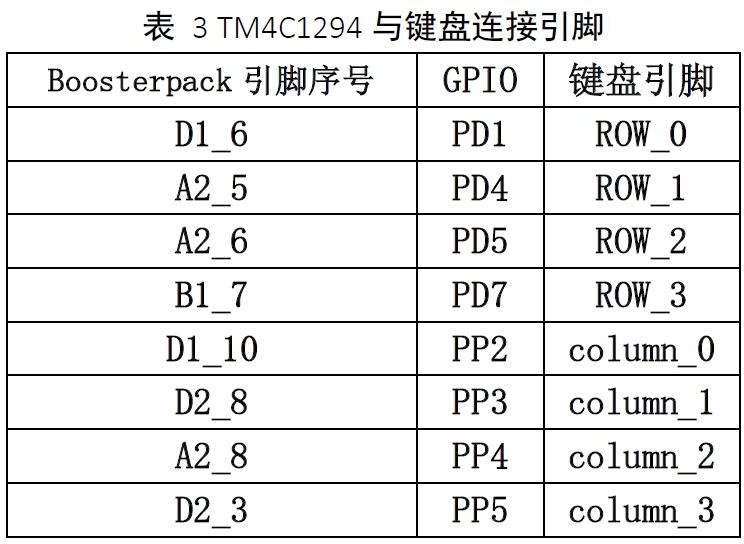 表 3 TM4C1294 与键盘连接引脚
Boosterpack 引脚序号 GPIO 键盘引脚
D1_6 PD1 ROW_0
A2_5 PD4 ROW_1
A2_6 PD5 ROW_2
B1_7 PD7 ROW_3
D1_10 PP2 column_0
D2_8 PP3 column_1
A2_8 PP4 column_2
D2_3 PP5 column_3